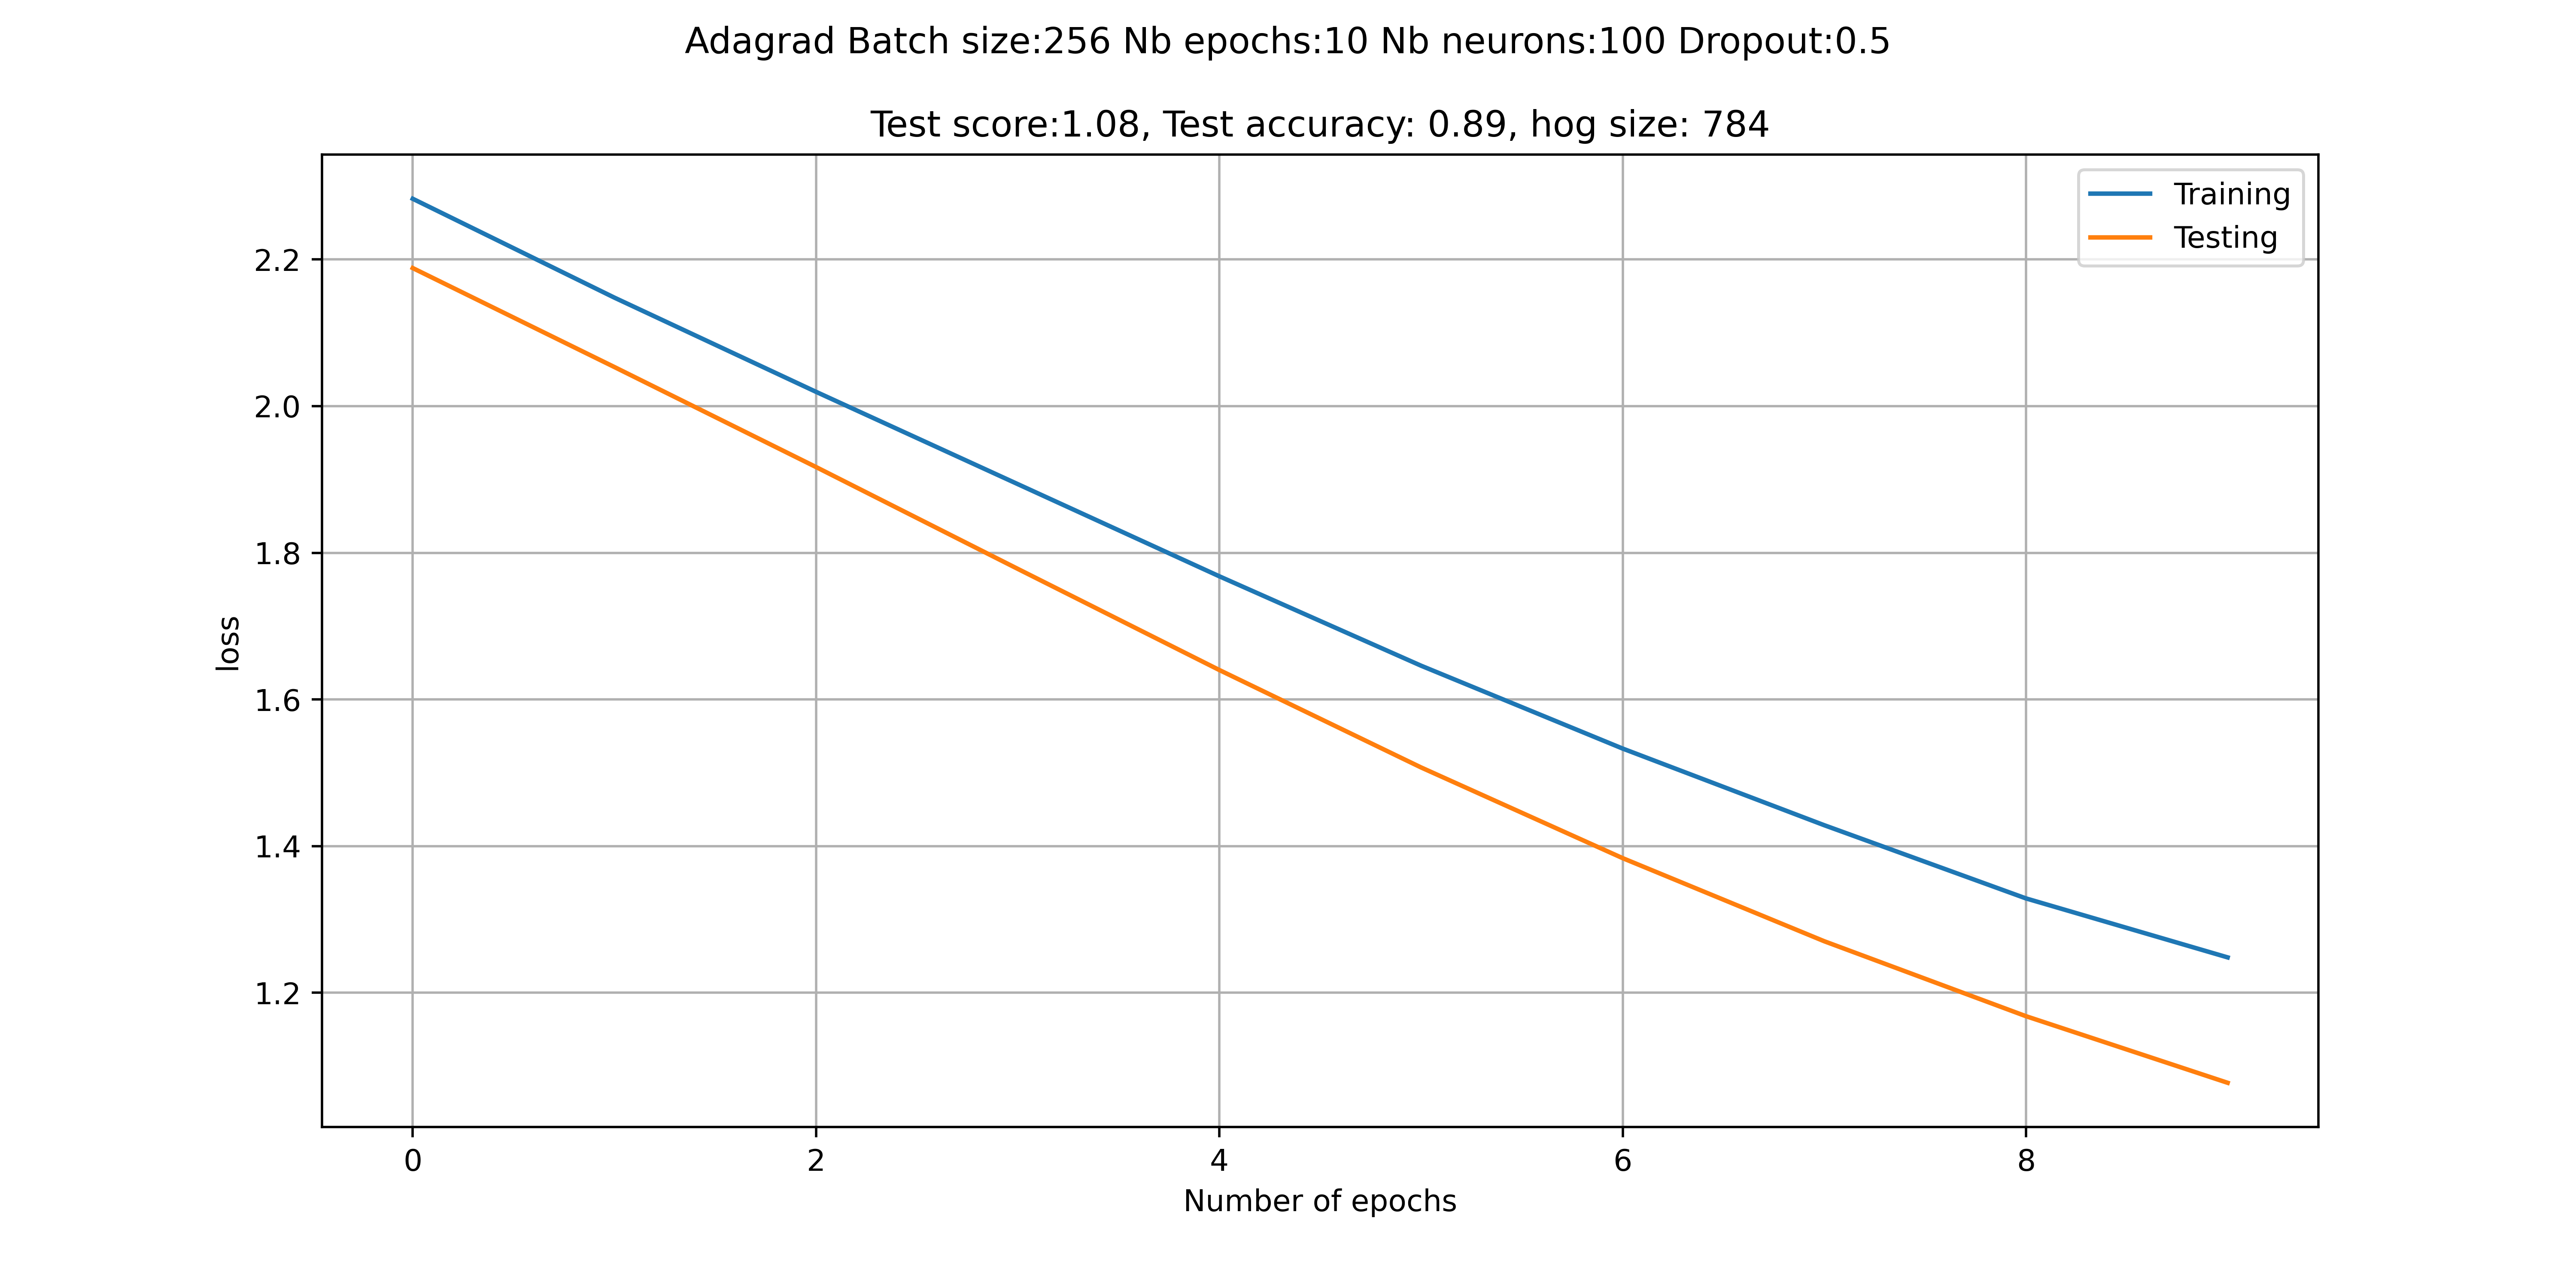 Adagrad Batch size:256 Nb epochs:10 Nb neurons:100 Dropout:0.5
Test score:1.08, Test accuracy: 0.89, hog size: 784
Training
Testing
2.2
2.0
1.8
1.6
1.4
1.2
loss
0 2 4 6 8
Number of epochs